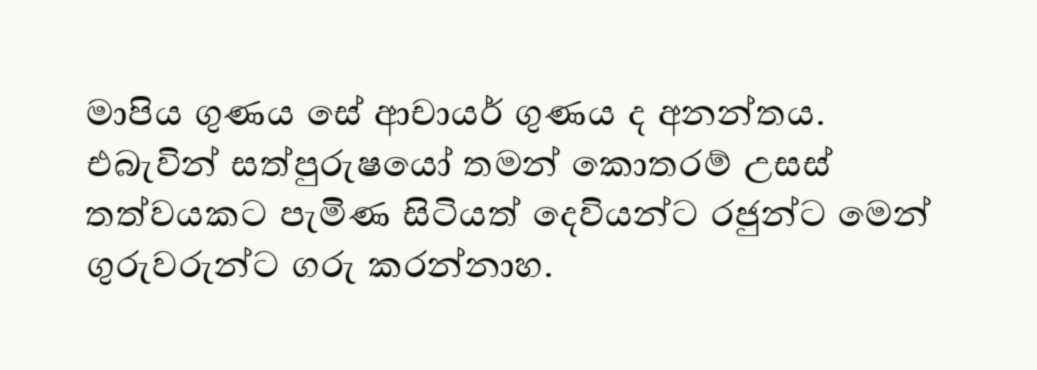 මාපිය ගුණය සේ ආචායර් ගුණය ද අනන්තය.
එබැවින් සත්පුරුෂයෝ තමන් කොතරම් උසස්
තත්වයකට පැමිණ සිටියත් දෙවියන්ට රජුන්ට මෙන්
ගුරුවරුන්ට ගරු කරන්නාහ.